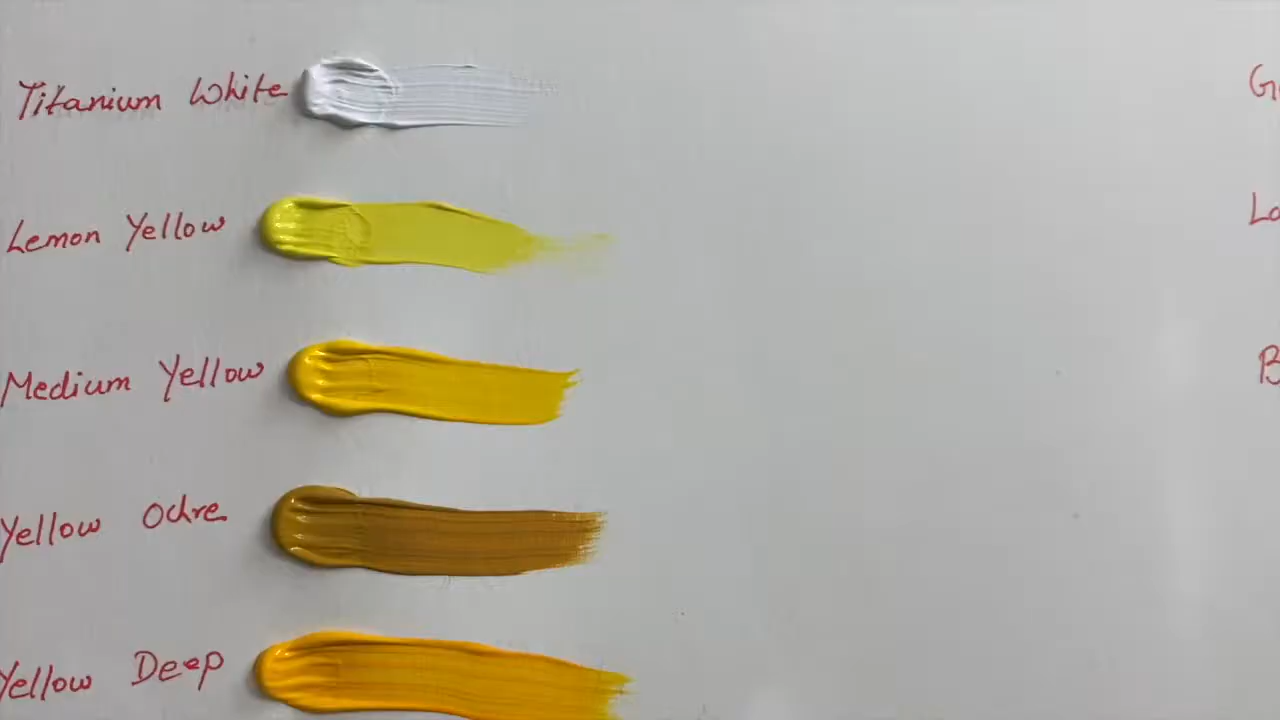 Titanium White
Lemon Yellow
Medium Yellow
Yellow Ochre
Yellow Deep